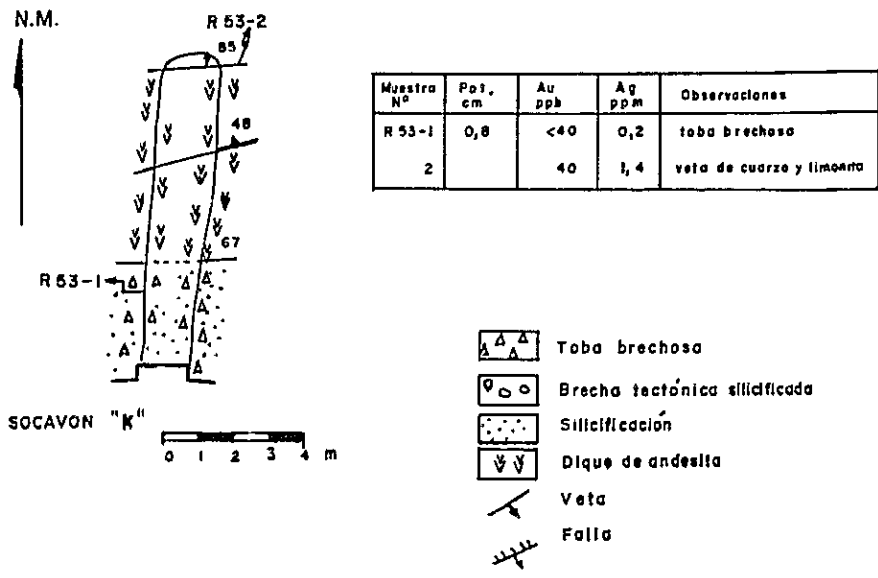 N.M.
R 53-2
85
48
67
R 53-1
SOCAVON "K"
0 1 2 3 4 m
Muestra Nº Pot. cm Au ppb Ag ppm Observaciones
R 53-1 0,8 <40 0,2 toba brechosa
2 40 1,4 veta de cuarzo y limonita
Toba brechosa
Brecha tectónica silicificada
Silicificación
Dique de andesita
Veta
Falla